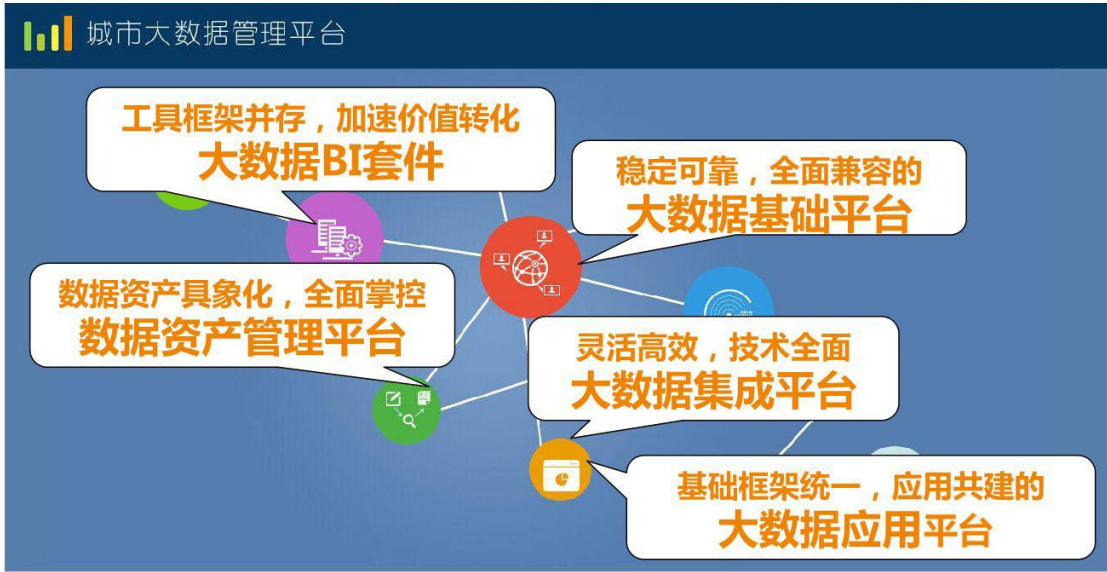 城市大数据管理平台
工具框架并存，加速价值转化
大数据BI套件
稳定可靠，全面兼容的
大数据基础平台
数据资产具象化，全面掌控
数据资产管理平台
灵活高效，技术全面
大数据集成平台
基础框架统一，应用共建的
大数据应用平台